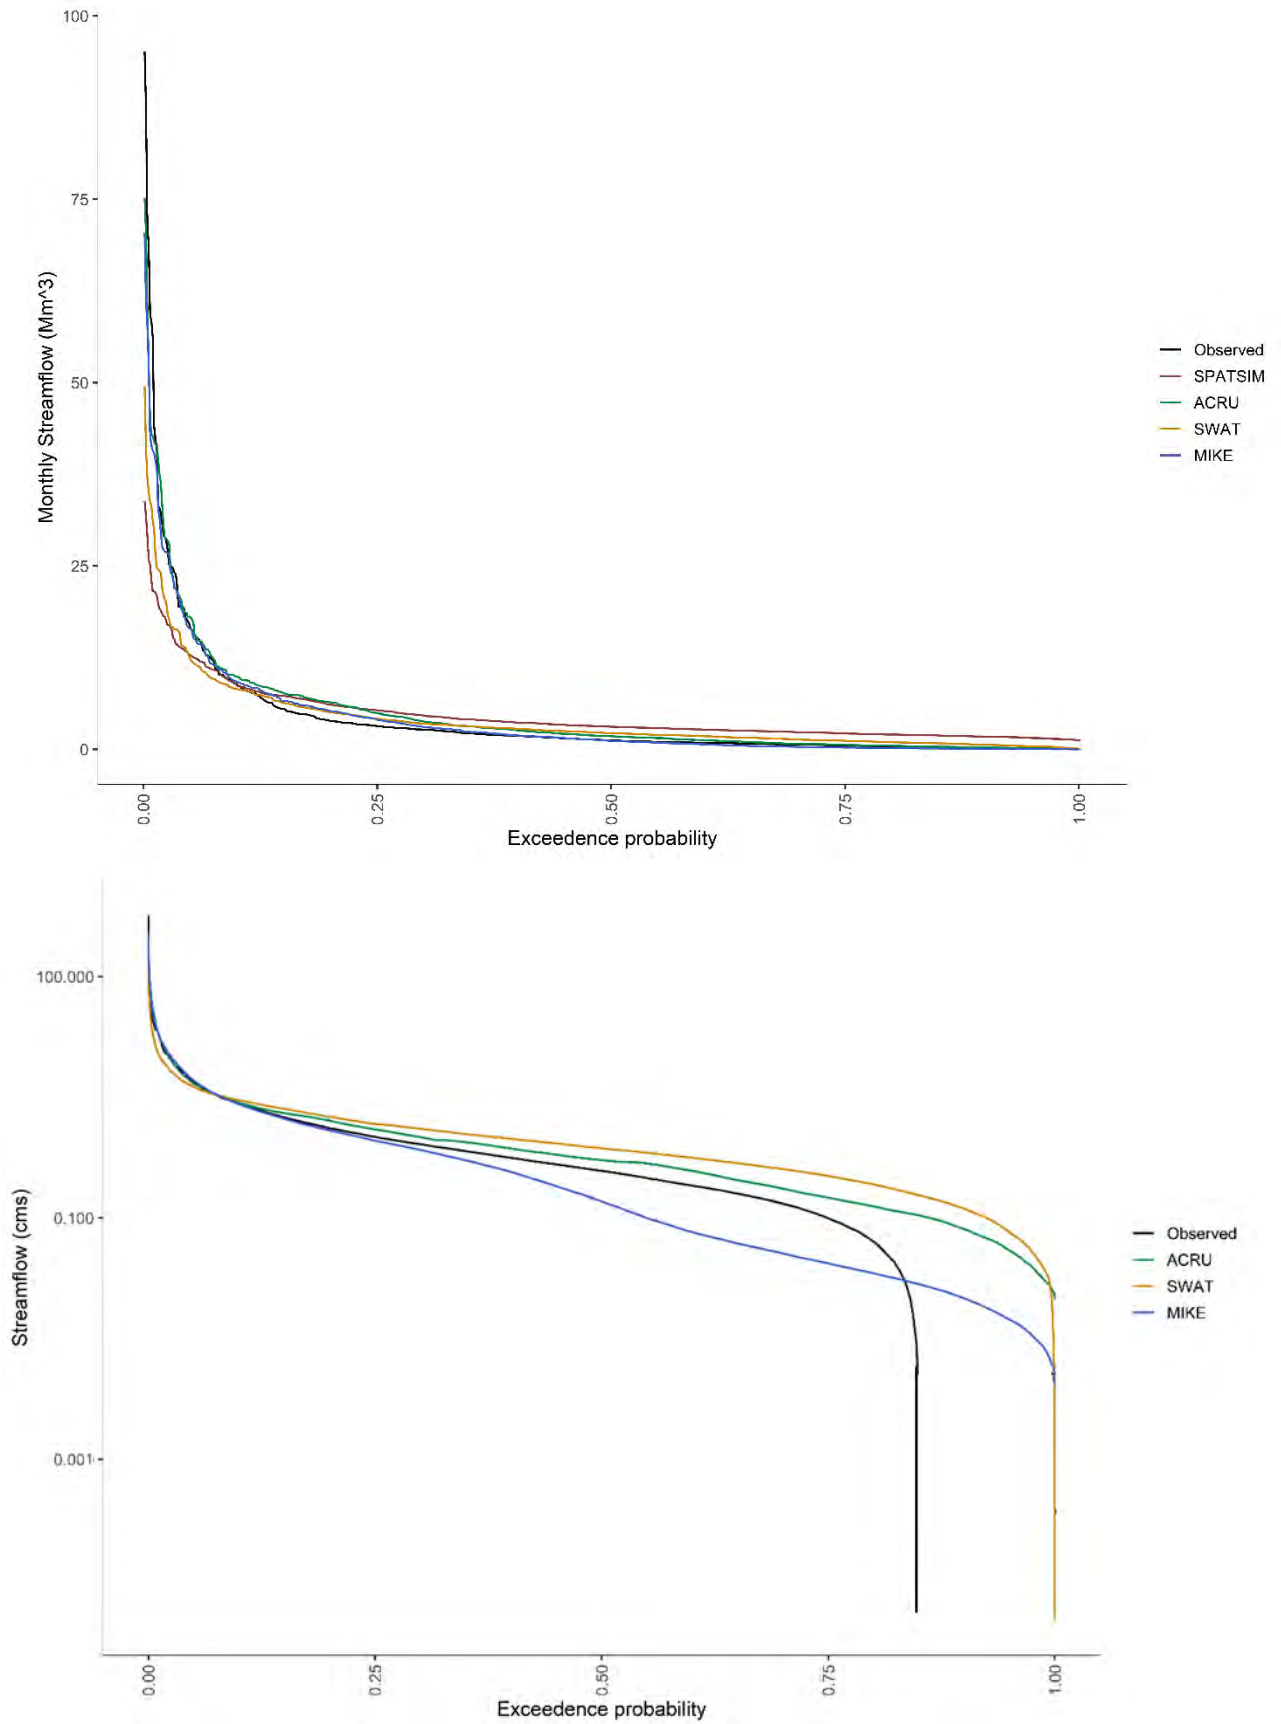 100
75
50
25
0
Monthly Streamflow (Mm^3)
0.00
0.25
0.50
0.75
1.00
Exceedence probability
Observed
SPATSIM
ACRU
SWAT
MIKE
100.000
0.100
0.001
Streamflow (cms)
0.00
0.25
0.50
0.75
1.00
Exceedence probability
Observed
ACRU
SWAT
MIKE